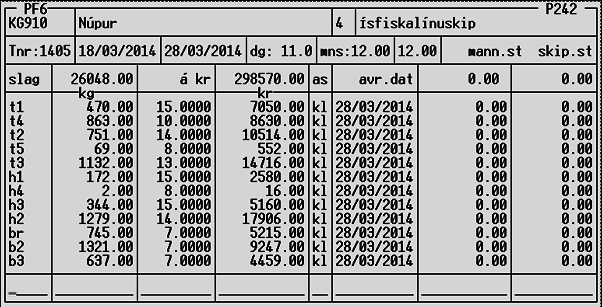 PF6 P242
KG910 Núpur 4 ísfiskalínuskip
Tnr:1405 18/03/2014 28/03/2014 dg: 11.0 mns:12.00 12.00 mann.st skip.st
slag 26048.00 á kr 298570.00 as avr.dat 0.00 0.00
kg kr
t1 470.00 15.0000 7050.00 kl 28/03/2014 0.00 0.00
t4 863.00 10.0000 8630.00 kl 28/03/2014 0.00 0.00
t2 751.00 14.0000 10514.00 kl 28/03/2014 0.00 0.00
t5 69.00 8.0000 552.00 kl 28/03/2014 0.00 0.00
t3 1132.00 13.0000 14716.00 kl 28/03/2014 0.00 0.00
h1 172.00 15.0000 2580.00 kl 28/03/2014 0.00 0.00
h4 2.00 8.0000 16.00 kl 28/03/2014 0.00 0.00
h3 344.00 15.0000 5160.00 kl 28/03/2014 0.00 0.00
h2 1279.00 14.0000 17906.00 kl 28/03/2014 0.00 0.00
br 745.00 7.0000 5215.00 kl 28/03/2014 0.00 0.00
b2 1321.00 7.0000 9247.00 kl 28/03/2014 0.00 0.00
b3 637.00 7.0000 4459.00 kl 28/03/2014 0.00 0.00